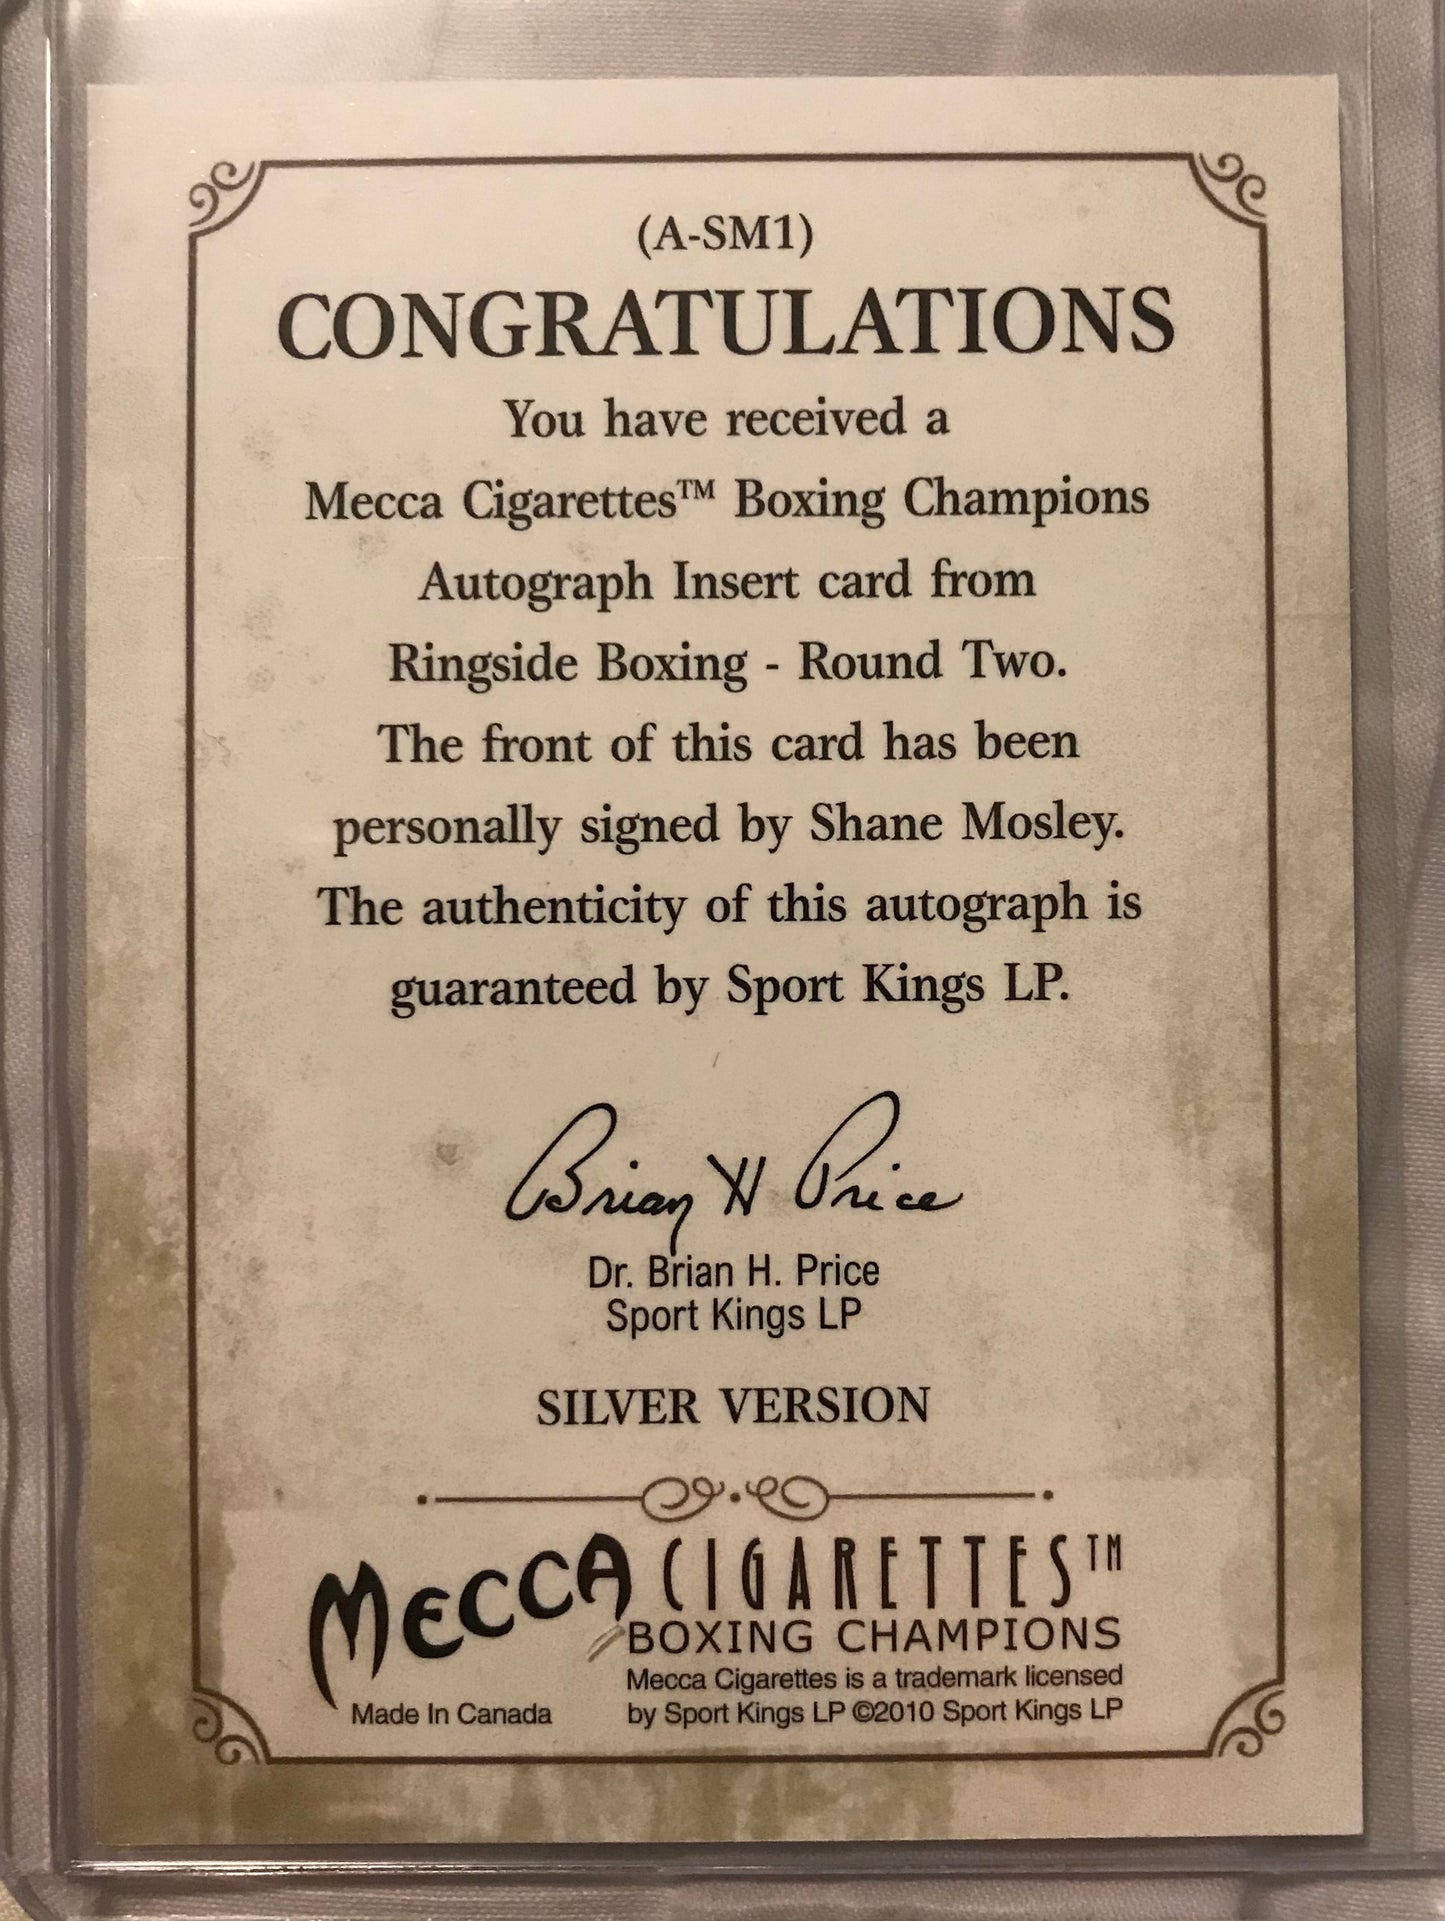 (A-SM1)
CONGRATULATIONS
You have received a
Mecca Cigarettes™ Boxing Champions
Autograph Insert card from
Ringside Boxing - Round Two.
The front of this card has been
personally signed by Shane Mosley.
The authenticity of this autograph is
guaranteed by Sport Kings LP.
Brian H Price
Dr. Brian H. Price
Sport Kings LP
SILVER VERSION
MECCA CIGARETTES™
BOXING CHAMPIONS
Mecca Cigarettes is a trademark licensed
by Sport Kings LP ©2010 Sport Kings LP
Made In Canada